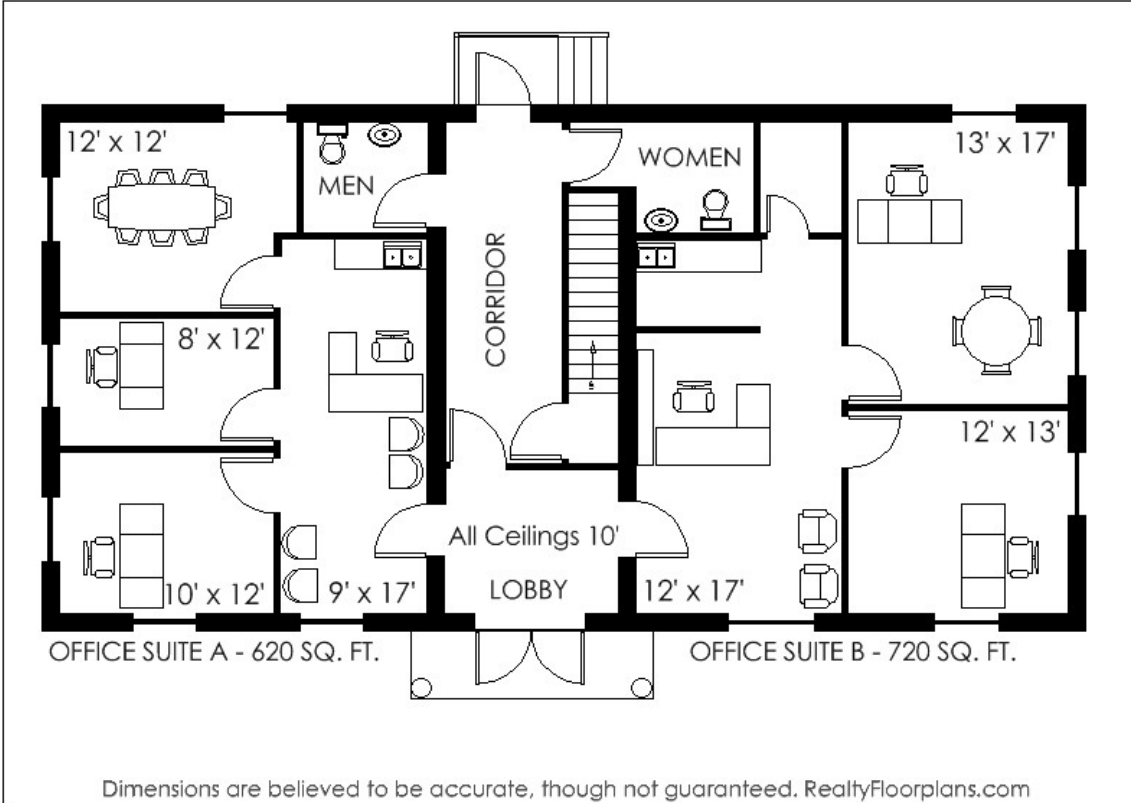 12' x 12'
MEN
WOMEN
13' x 17'
CORRIDOR
8' x 12'
12' x 13'
All Ceilings 10'
10' x 12'
9' x 17'
LOBBY
12' x 17'
OFFICE SUITE A - 620 SQ. FT.
OFFICE SUITE B - 720 SQ. FT.
Dimensions are believed to be accurate, though not guaranteed. RealtyFloorplans.com